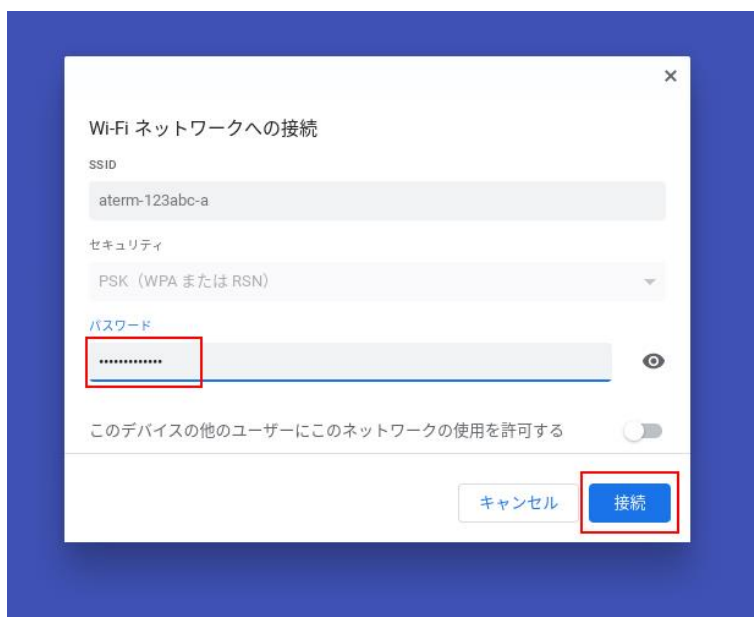 Wi-Fi ネットワークへの接続
SSID
aterm-123abc-a
セキュリティ
PSK（WPA または RSN）
パスワード
•••••••••••••
このデバイスの他のユーザーにこのネットワークの使用を許可する
キャンセル
接続